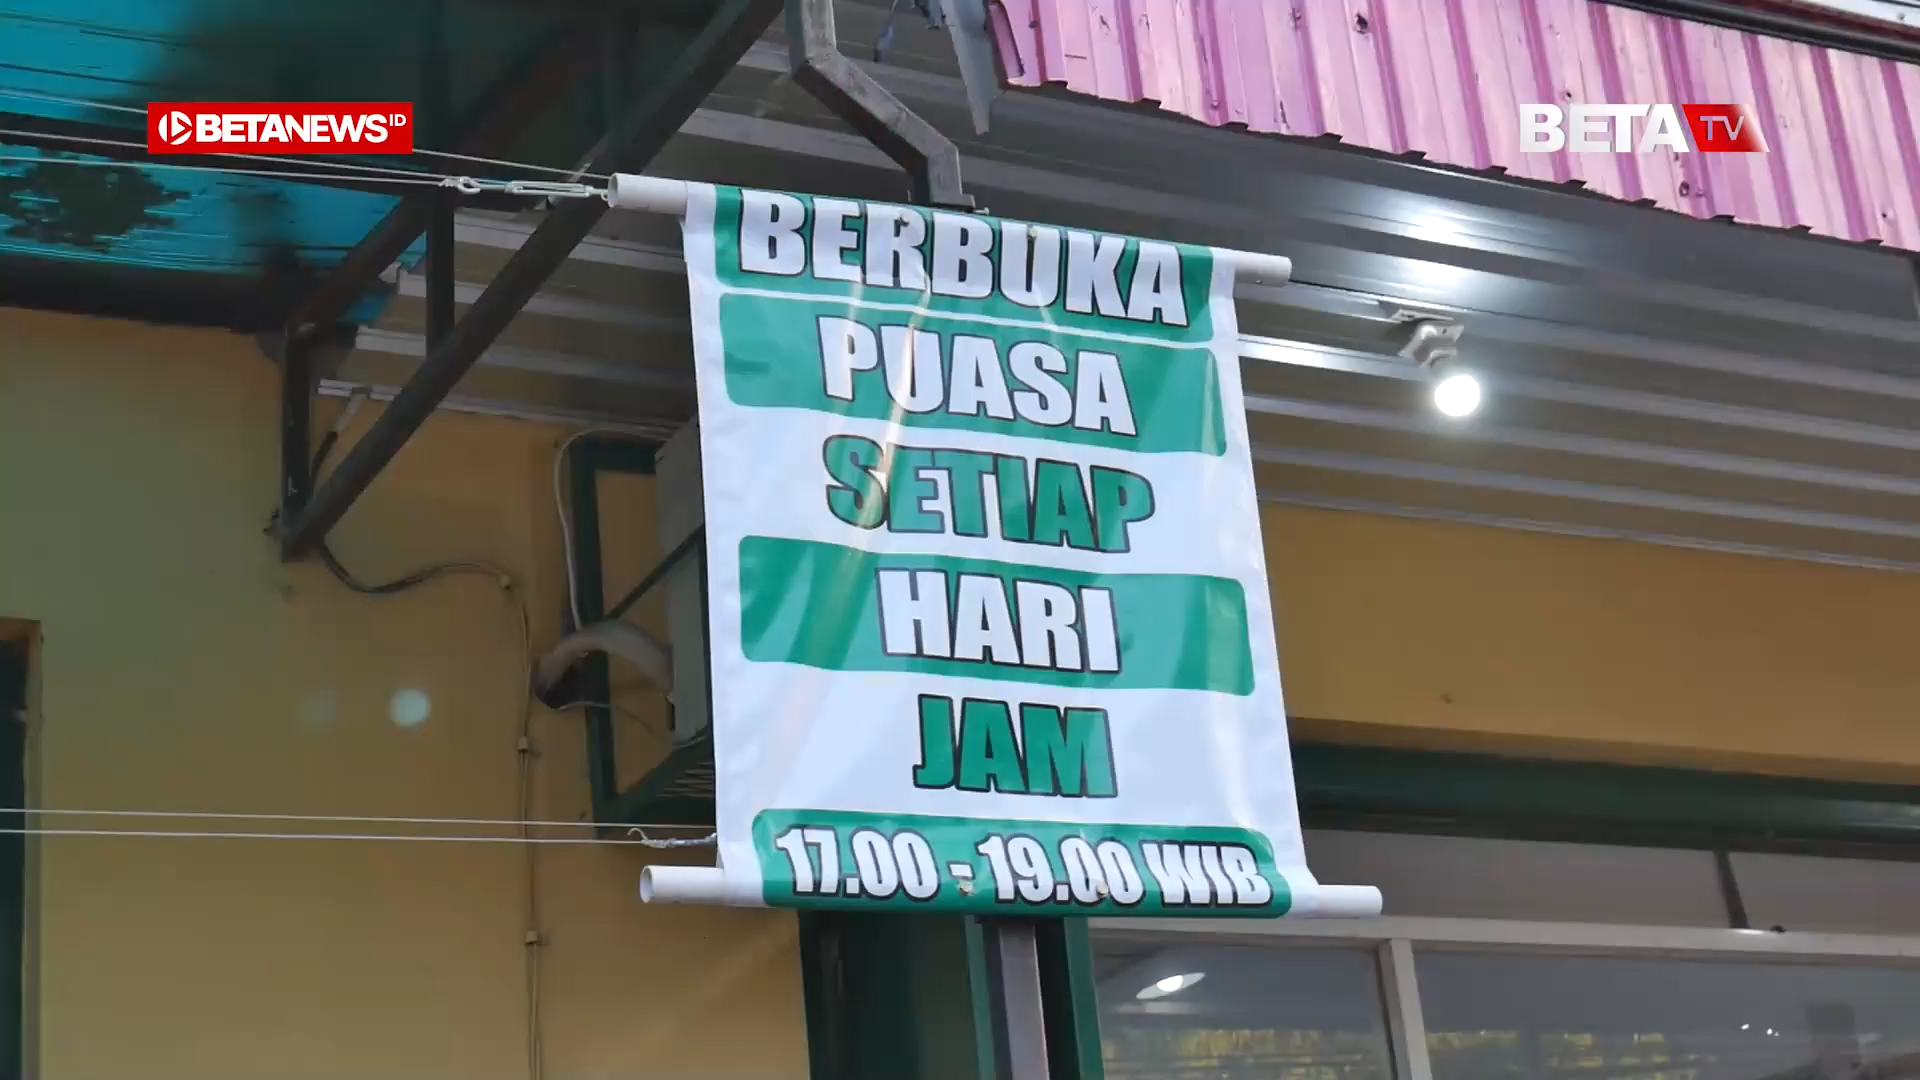 BETANEWS ID
BETA TV
BERBUKA
PUASA
SETIAP
HARI
JAM
17.00 - 19.00 WIB